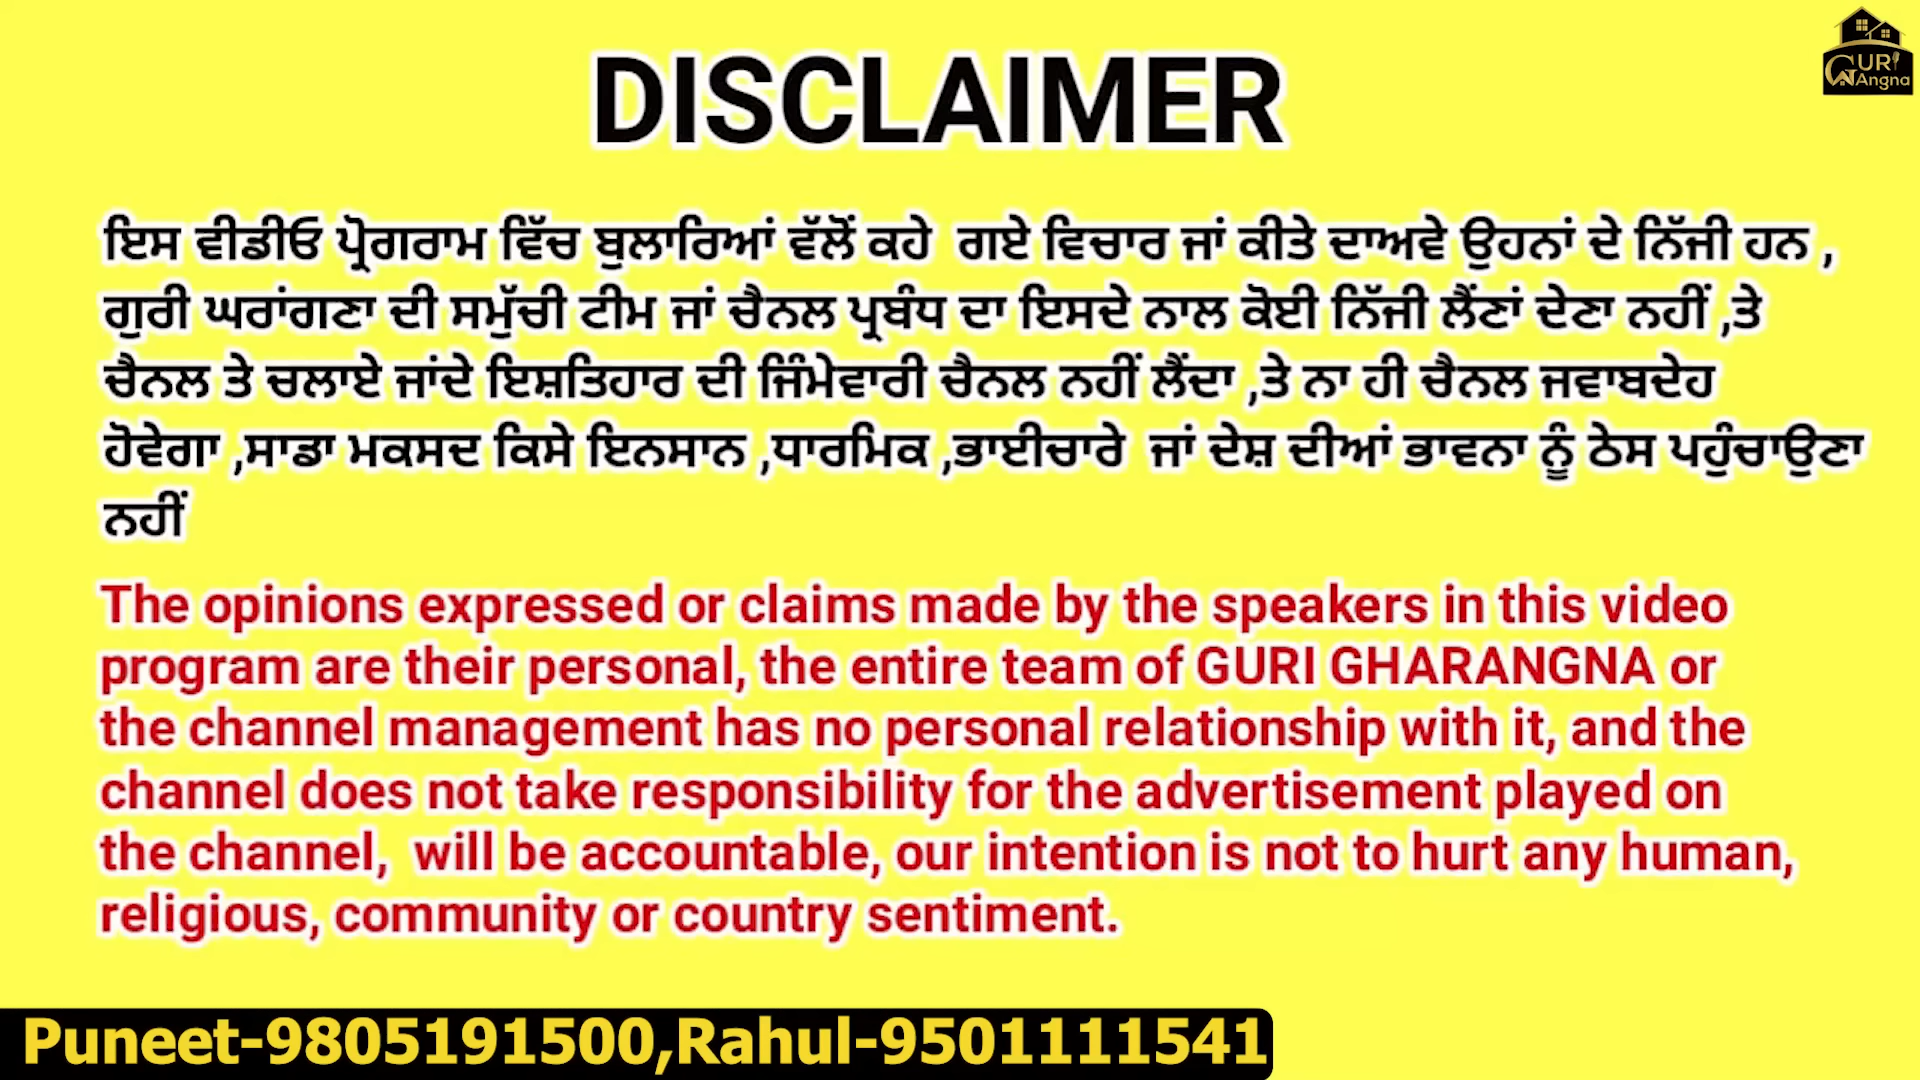 GURI
Angna
DISCLAIMER
ਇਸ ਵੀਡੀਓ ਪ੍ਰੋਗਰਾਮ ਵਿੱਚ ਬੁਲਾਰਿਆਂ ਵੱਲੋਂ ਕਹੇ ਗਏ ਵਿਚਾਰ ਜਾਂ ਕੀਤੇ ਦਾਅਵੇ ਉਹਨਾਂ ਦੇ ਨਿੱਜੀ ਹਨ ,
ਗੁਰੀ ਘਰਾਂਗਣਾ ਦੀ ਸਮੁੱਚੀ ਟੀਮ ਜਾਂ ਚੈਨਲ ਪ੍ਰਬੰਧ ਦਾ ਇਸਦੇ ਨਾਲ ਕੋਈ ਨਿੱਜੀ ਲੈਂਣਾਂ ਦੇਣਾ ਨਹੀਂ ,ਤੇ
ਚੈਨਲ ਤੇ ਚਲਾਏ ਜਾਂਦੇ ਇਸ਼ਤਿਹਾਰ ਦੀ ਜਿੰਮੇਵਾਰੀ ਚੈਨਲ ਨਹੀਂ ਲੈਂਦਾ ,ਤੇ ਨਾ ਹੀ ਚੈਨਲ ਜਵਾਬਦੇਹ
ਹੋਵੇਗਾ ,ਸਾਡਾ ਮਕਸਦ ਕਿਸੇ ਇਨਸਾਨ ,ਧਾਰਮਿਕ ,ਭਾਈਚਾਰੇ ਜਾਂ ਦੇਸ਼ ਦੀਆਂ ਭਾਵਨਾ ਨੂੰ ਠੇਸ ਪਹੁੰਚਾਉਣਾ
ਨਹੀਂ
The opinions expressed or claims made by the speakers in this video
program are their personal, the entire team of GURI GHARANGNA or
the channel management has no personal relationship with it, and the
channel does not take responsibility for the advertisement played on
the channel, will be accountable, our intention is not to hurt any human,
religious, community or country sentiment.
Puneet-9805191500,Rahul-9501111541